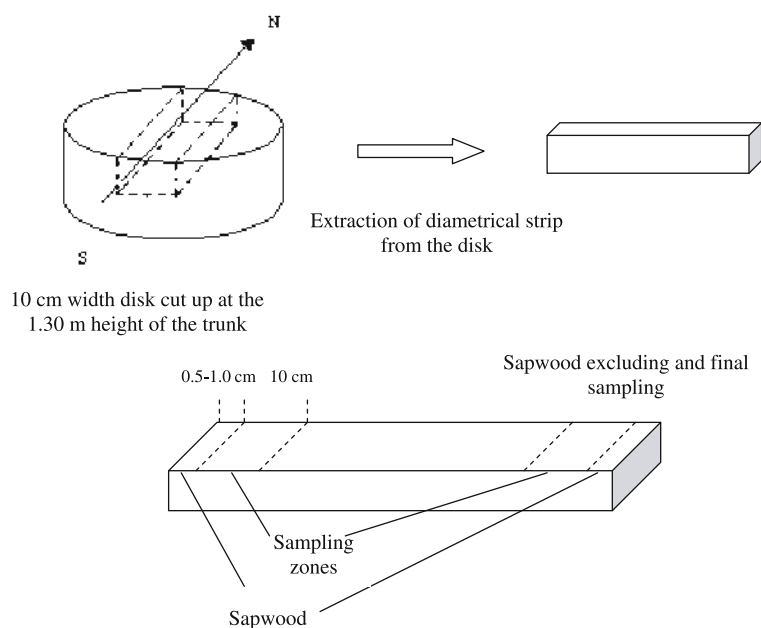 N
S
Extraction of diametrical strip
from the disk
10 cm width disk cut up at the
1.30 m height of the trunk
0.5-1.0 cm
10 cm
Sapwood excluding and final
sampling
Sampling
zones
Sapwood